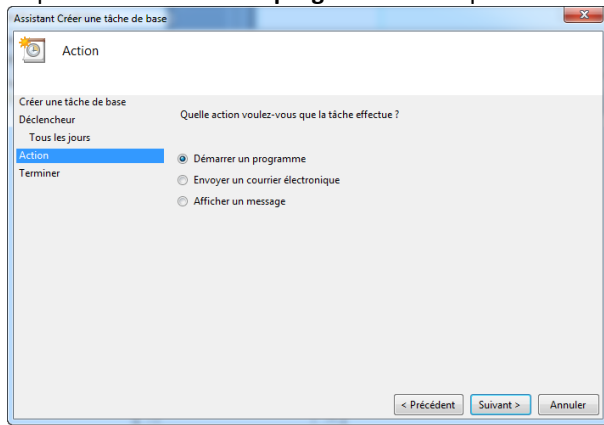 Assistant Créer une tâche de base
Action
Créer une tâche de base
Déclencheur
Tous les jours
Action
Terminer
Quelle action voulez-vous que la tâche effectue ?
Démarrer un programme
Envoyer un courrier électronique
Afficher un message
< Précédent
Suivant >
Annuler